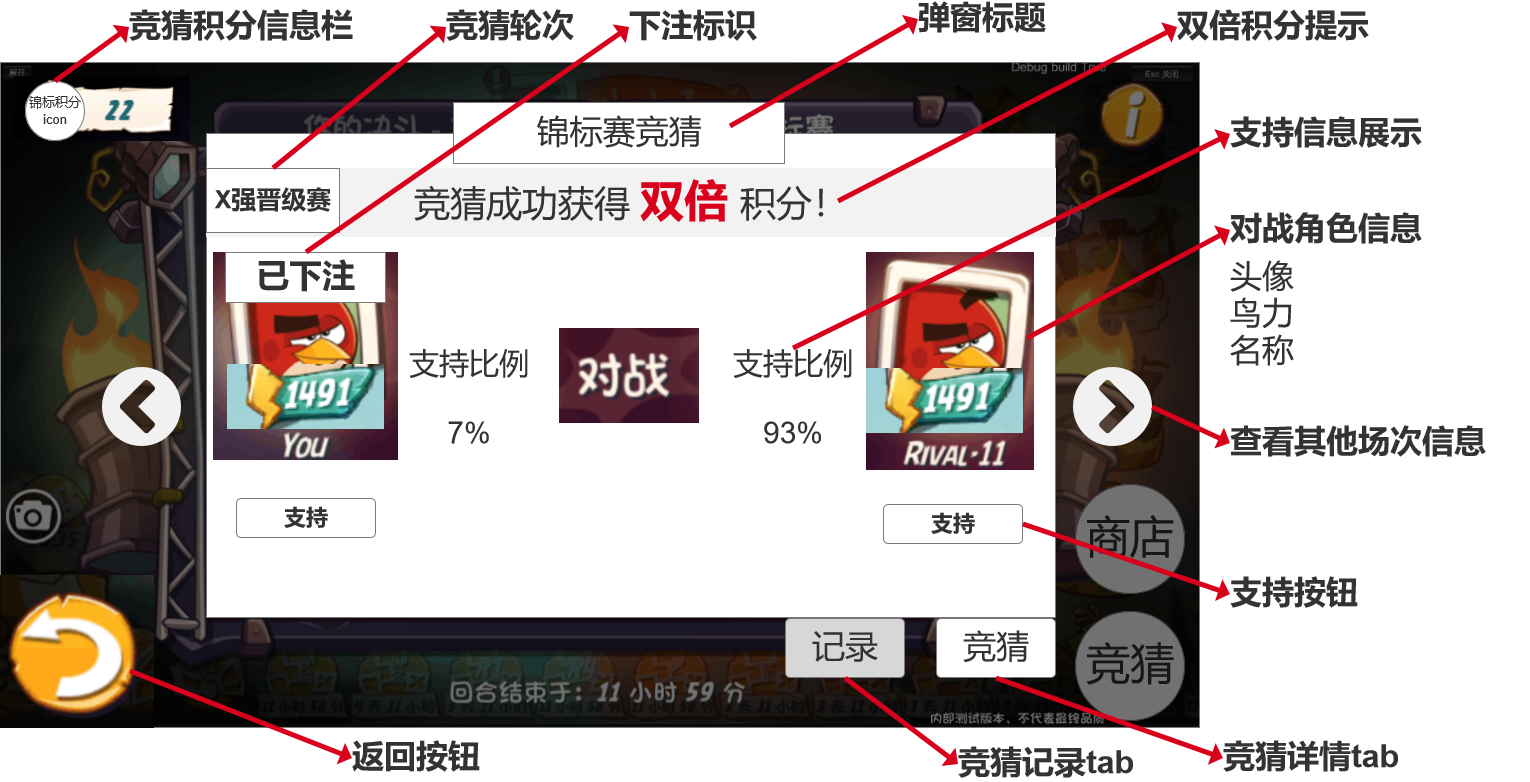 竞猜积分信息栏
竞猜轮次
下注标识
弹窗标题
双倍积分提示
展开
Debug build True
Esc 关闭
锦标积分
icon
22
锦标赛竞猜
支持信息展示
X强晋级赛
竞猜成功获得 双倍 积分！
对战角色信息
头像
鸟力
名称
已下注
1491
YOU
支持比例
7%
对战
支持比例
93%
1491
RIVAL-11
查看其他场次信息
支持
支持
商店
支持按钮
记录
竞猜
竞猜
回合结束于：11 小时 59 分
内部测试版本、不代表最终品质
返回按钮
竞猜记录tab
竞猜详情tab